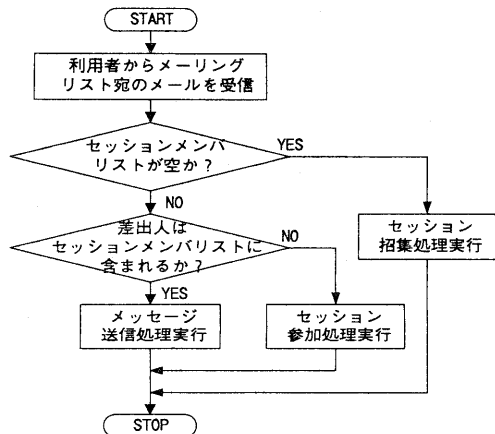 START
利用者からメーリング
リスト宛のメールを受信
セッションメンバ
リストが空か？
YES
NO
差出人は
セッションメンバリストに
含まれるか？
NO
セッション
招集処理実行
YES
メッセージ
送信処理実行
セッション
参加処理実行
STOP